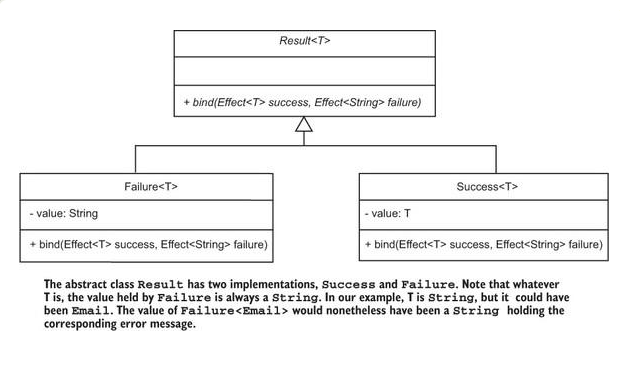 Result<T>
+ bind(Effect<T> success, Effect<String> failure)
Failure<T>
- value: String
+ bind(Effect<T> success, Effect<String> failure)
Success<T>
- value: T
+ bind(Effect<T> success, Effect<String> failure)
The abstract class Result has two implementations, Success and Failure. Note that whatever
T is, the value held by Failure is always a String. In our example, T is String, but it could have
been Email. The value of Failure<Email> would nonetheless have been a String holding the
corresponding error message.